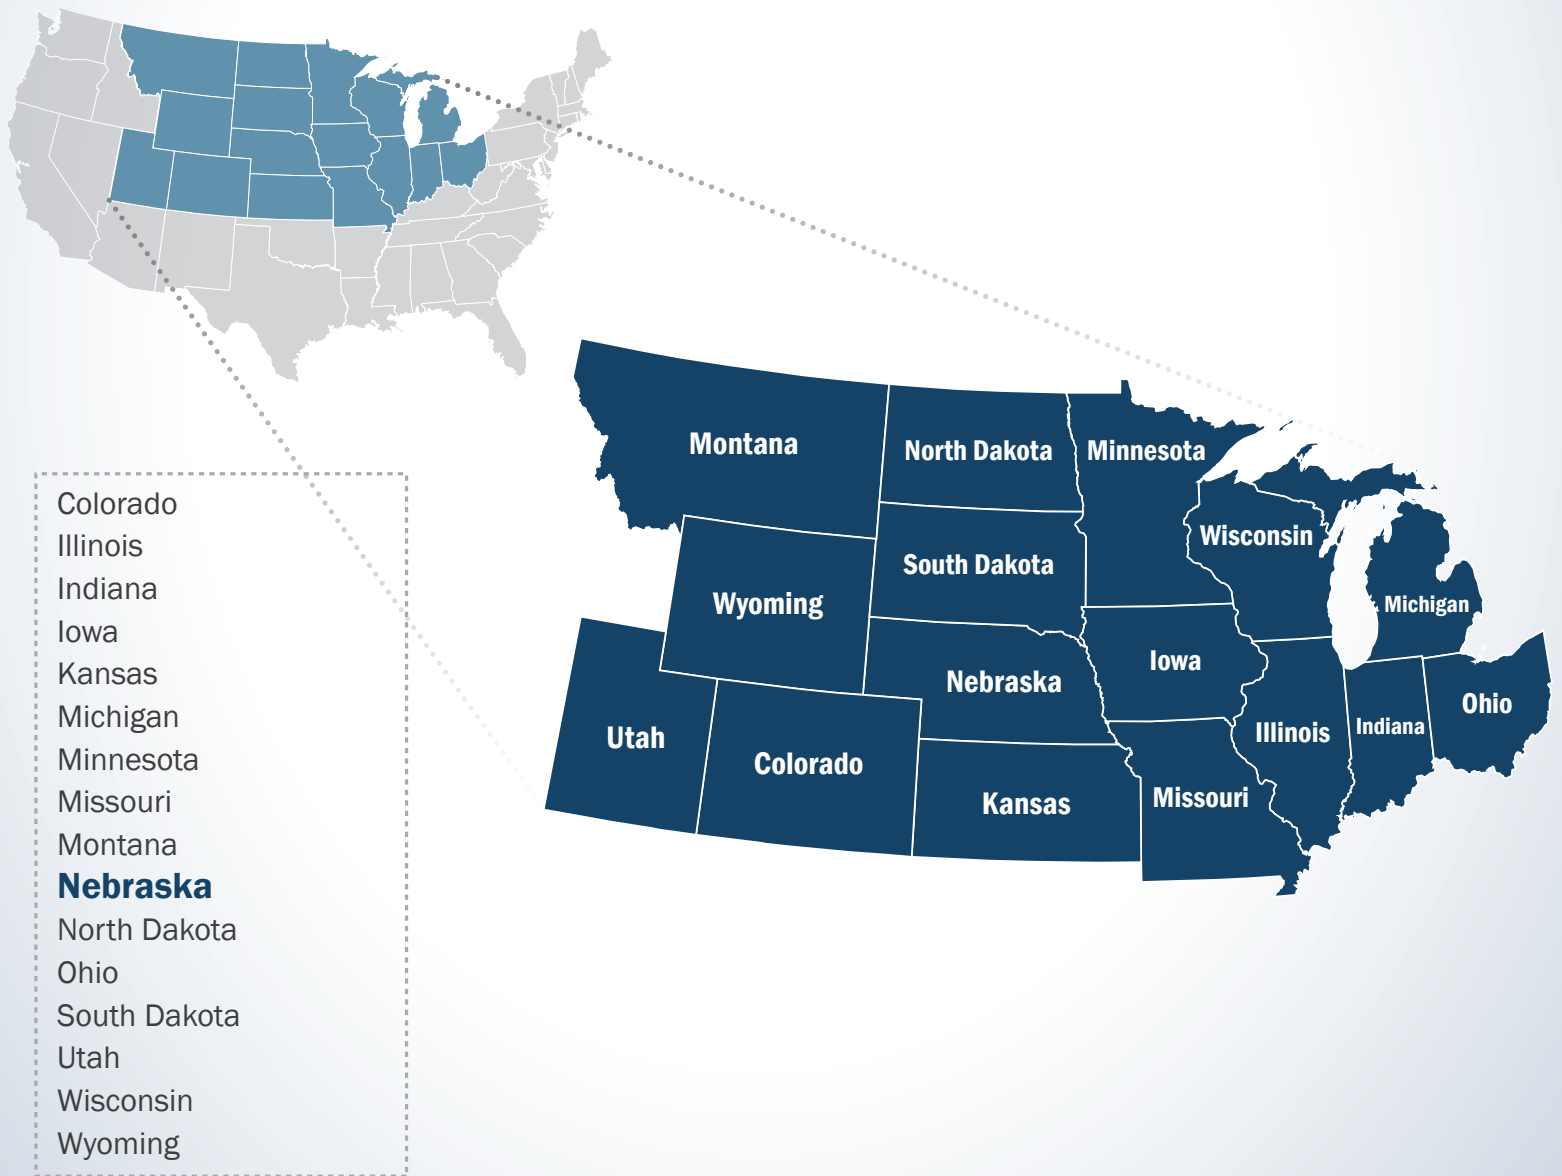 Colorado
Illinois
Indiana
Iowa
Kansas
Michigan
Minnesota
Missouri
Montana
Nebraska
North Dakota
Ohio
South Dakota
Utah
Wisconsin
Wyoming
Montana
North Dakota
Minnesota
Wisconsin
South Dakota
Michigan
Wyoming
Iowa
Nebraska
Ohio
Indiana
Illinois
Utah
Colorado
Missouri
Kansas